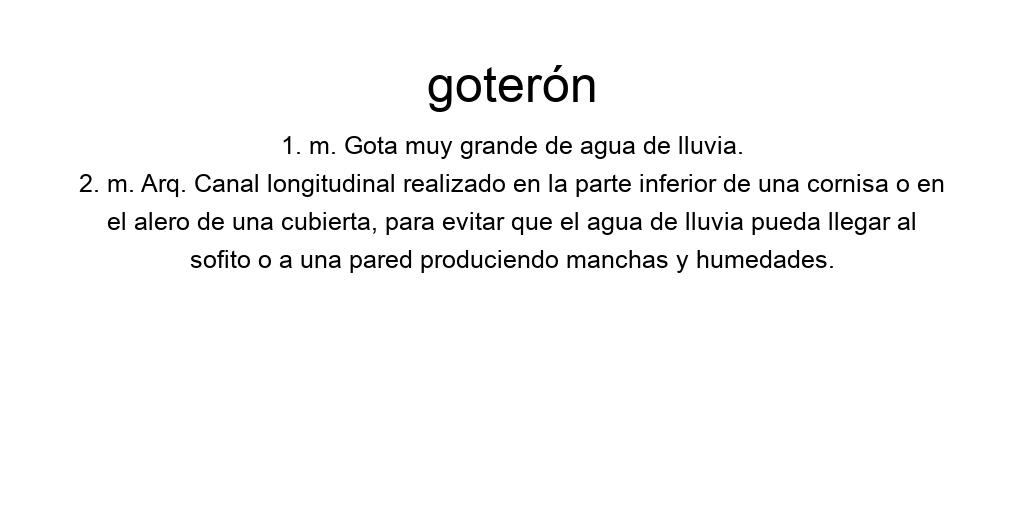 goterón
1. m. Gota muy grande de agua de lluvia.
2. m. Arq. Canal longitudinal realizado en la parte inferior de una cornisa o en
el alero de una cubierta, para evitar que el agua de lluvia pueda llegar al
sofito o a una pared produciendo manchas y humedades.